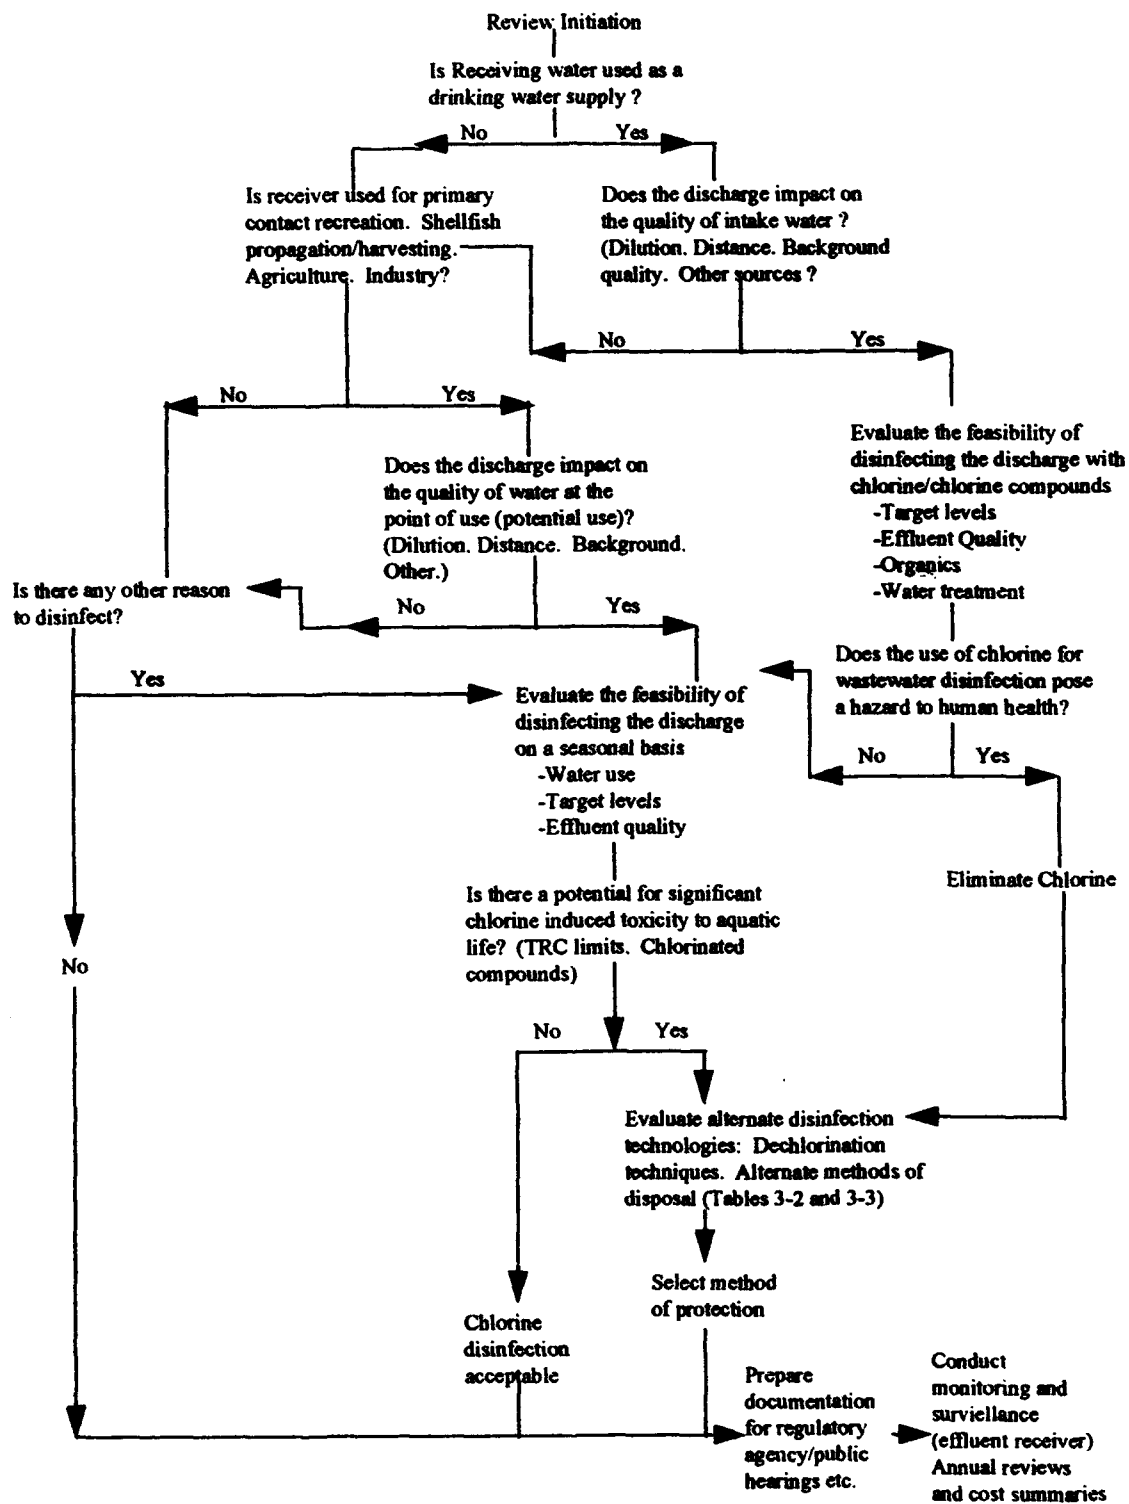 Review Initiation
Is Receiving water used as a
drinking water supply ?
No
Yes
Is receiver used for primary
contact recreation. Shellfish
propagation/harvesting.
Agriculture. Industry?
Does the discharge impact on
the quality of intake water ?
(Dilution. Distance. Background
quality. Other sources ?
No
Yes
No
Yes
Evaluate the feasibility of
disinfecting the discharge with
chlorine/chlorine compounds
-Target levels
-Effluent Quality
-Organics
-Water treatment
Does the discharge impact on
the quality of water at the
point of use (potential use)?
(Dilution. Distance. Background.
Other.)
Is there any other reason
to disinfect?
No
Yes
Does the use of chlorine for
wastewater disinfection pose
a hazard to human health?
Yes
Evaluate the feasibility of
disinfecting the discharge
on a seasonal basis
-Water use
-Target levels
-Effluent quality
No
Yes
Eliminate Chlorine
Is there a potential for significant
chlorine induced toxicity to aquatic
life? (TRC limits. Chlorinated
compounds)
No
No
Yes
Evaluate alternate disinfection
technologies: Dechlorination
techniques. Alternate methods of
disposal (Tables 3-2 and 3-3)
Select method
of protection
Chlorine
disinfection
acceptable
Prepare
documentation
for regulatory
agency/public
hearings etc.
Conduct
monitoring and
surviellance
(effluent receiver)
Annual reviews
and cost summaries